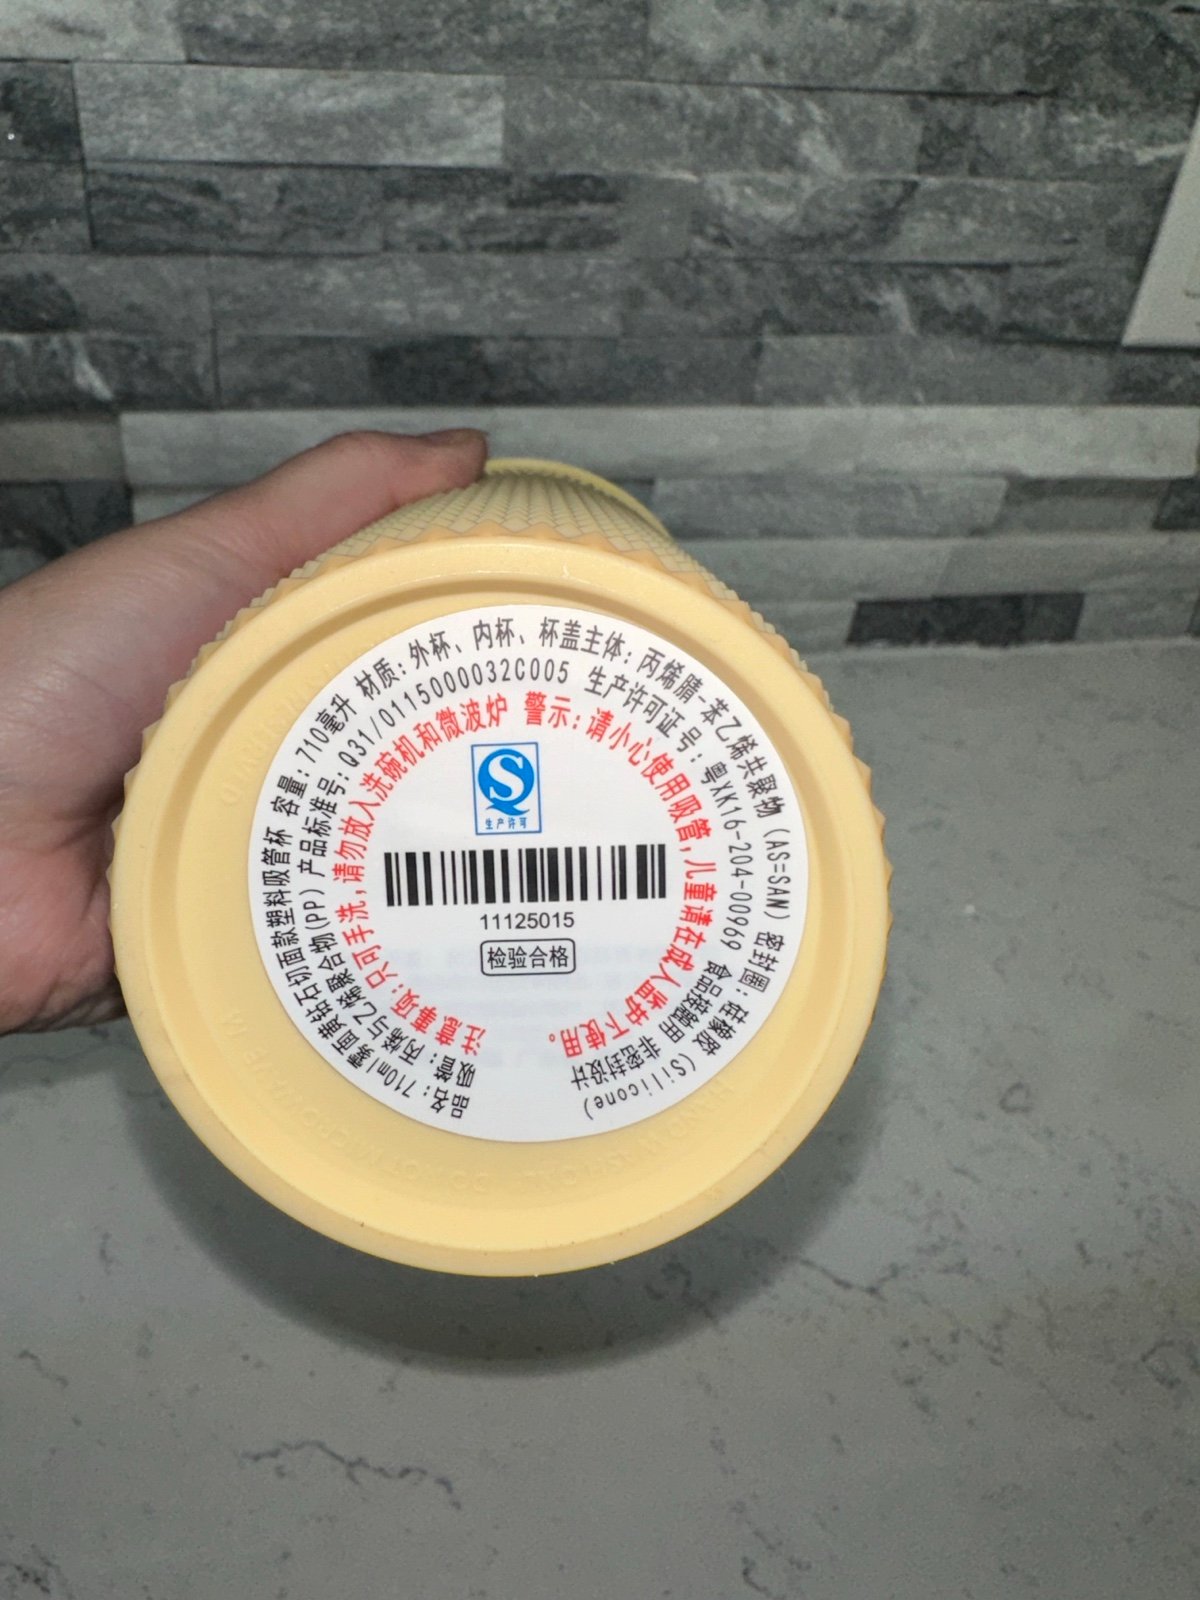 品名：710ml雾面黄钻石切面款塑料吸管杯 容量：710毫升 材质：外杯、内杯、杯盖主体：丙烯腈-苯乙烯共聚物 (AS=SAN) 密封圈：硅橡胶 (Silicone)
吸管：丙烯与乙烯聚合物(PP) 产品标准号：Q31/0115000032C005 生产许可证号：粤XK16-204-00969 食品接触用 非密封设计
注意事项：只可手洗，请勿放入洗碗机和微波炉 警示：请小心使用吸管，儿童请在成人监护下使用。
S
生产许可
11125015
检验合格